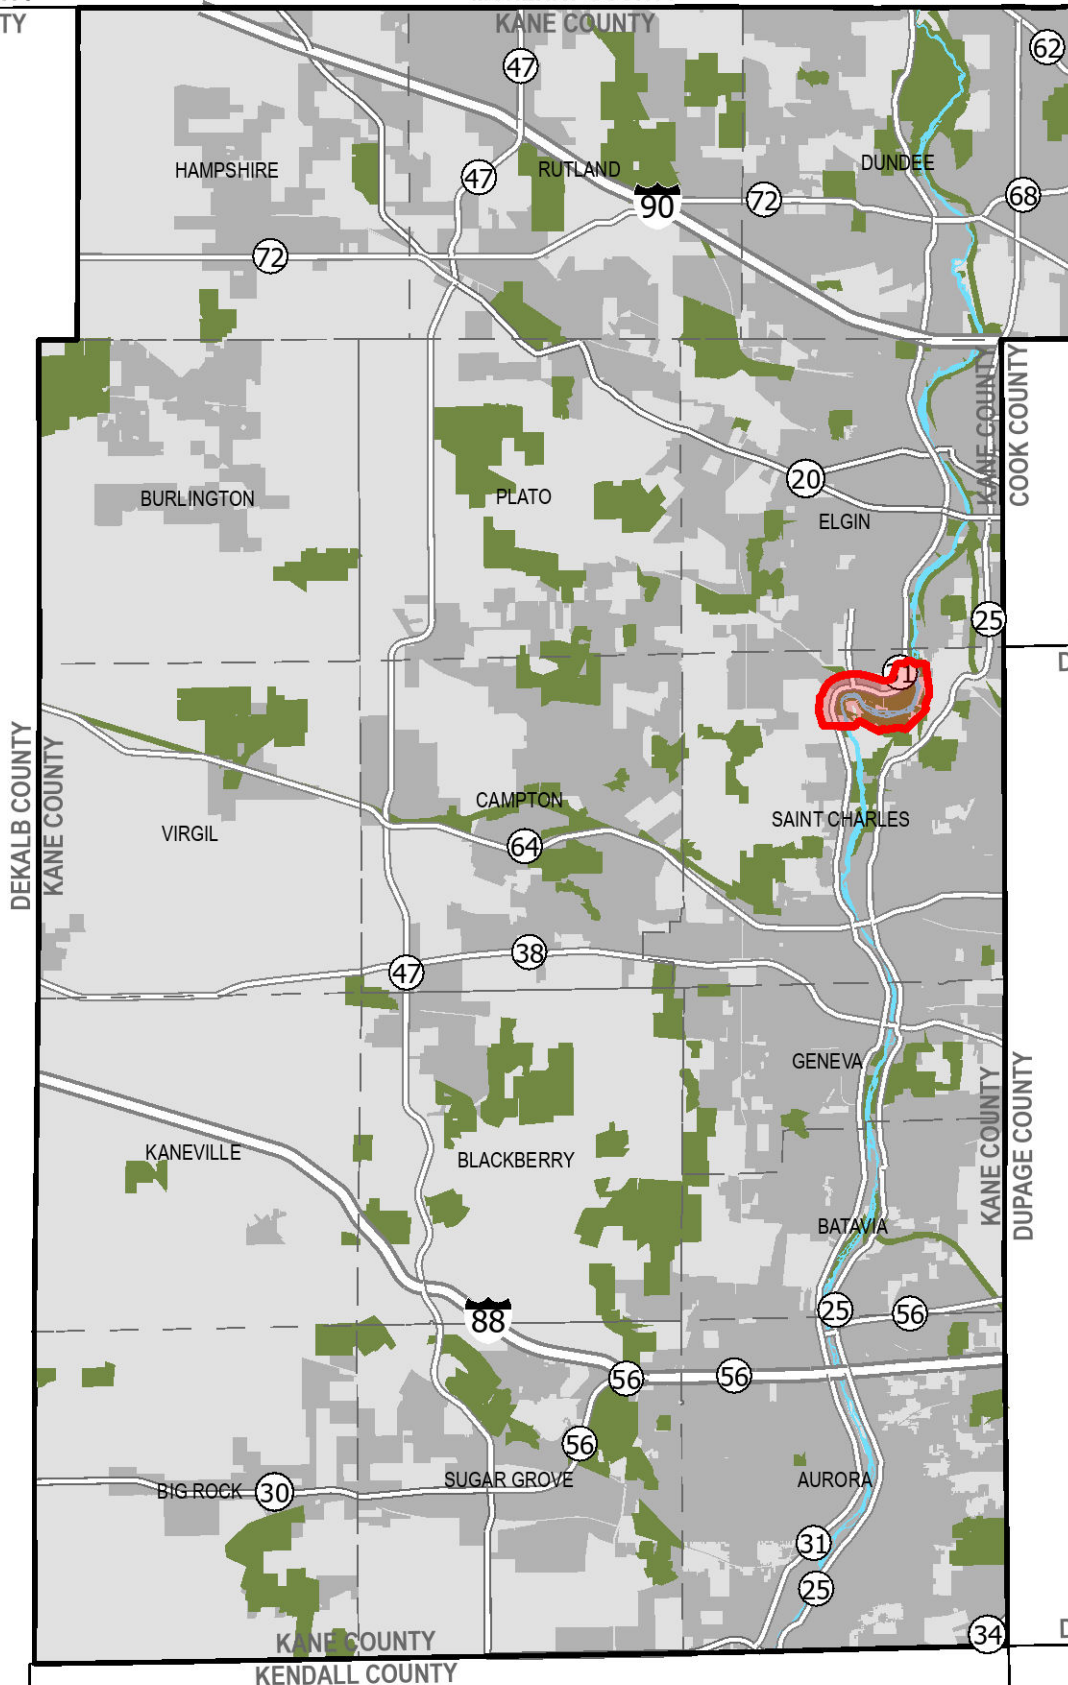 TY
KANE COUNTY
62
47
HAMPSHIRE
47
RUTLAND
DUNDEE
90
72
68
72
KANE COUNTY
COOK COUNTY
20
BURLINGTON
PLATO
ELGIN
25
D
31
DEKALB COUNTY
KANE COUNTY
CAMPTON
SAINT CHARLES
VIRGIL
64
38
47
GENEVA
KANE COUNTY
DUPAGE COUNTY
KANEVILLE
BLACKBERRY
BATAVIA
25
56
88
56
56
56
SUGAR GROVE
AURORA
BIG ROCK
30
31
25
D
34
KANE COUNTY
KENDALL COUNTY